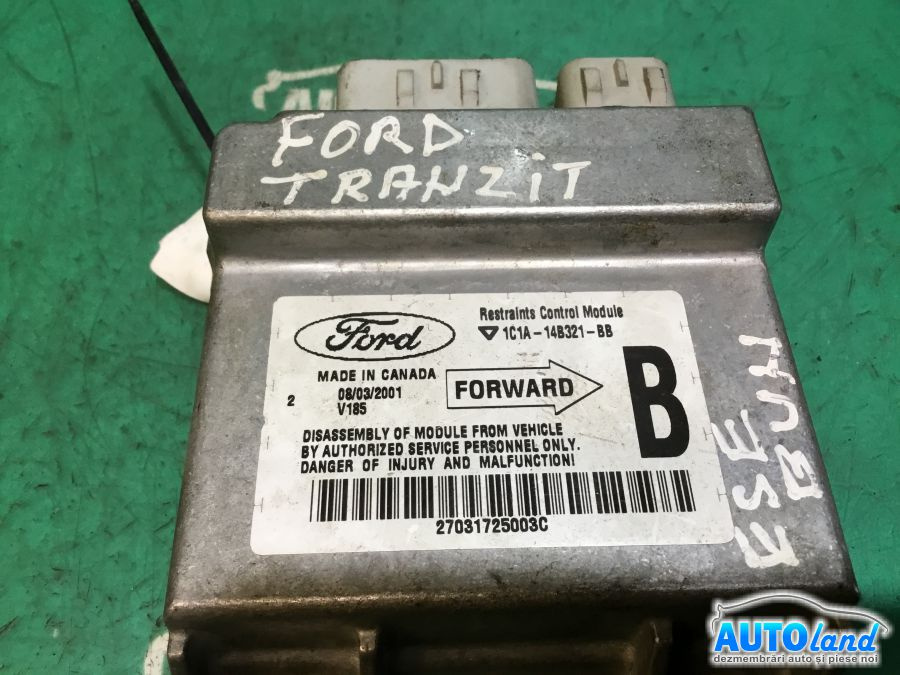 FORD
TRANZiT
Ford
Restraints Control Module
1C1A-14B321-BB
MADE IN CANADA
2
08/03/2001
V185
FORWARD
B
DISASSEMBLY OF MODULE FROM VEHICLE
BY AUTHORIZED SERVICE PERSONNEL ONLY.
DANGER OF INJURY AND MALFUNCTION!
27031725003C
ESE
BUH
AUTOland
dezmembrări auto și piese noi